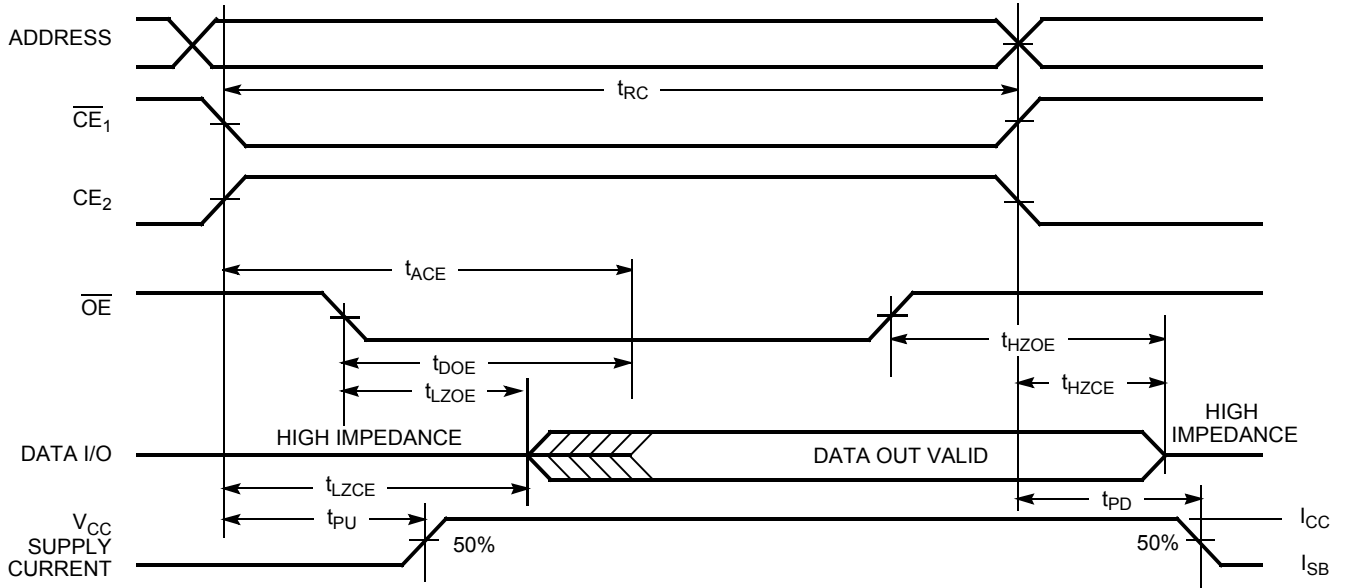 ADDRESS
tRC
CE1
CE2
tACE
OE
tHZOE
tDOE
tLZOE
tHZCE
HIGH
IMPEDANCE
HIGH IMPEDANCE
DATA I/O
DATA OUT VALID
tLZCE
tPD
tPU
VCC
SUPPLY
CURRENT
50%
50%
ICC
ISB